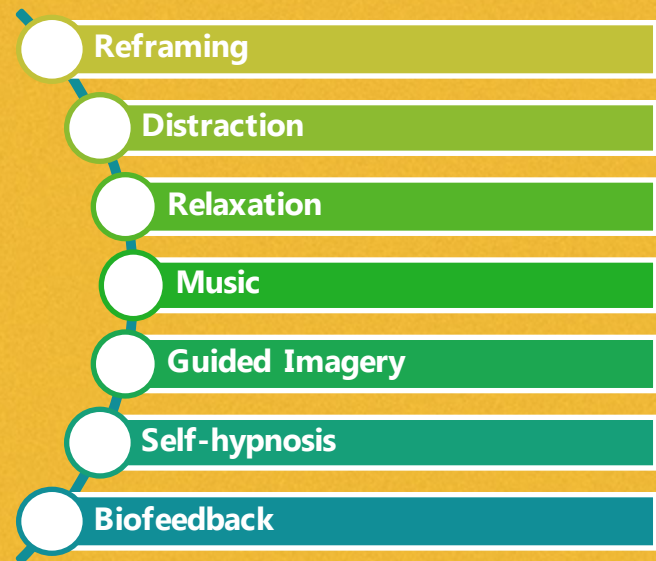 Reframing
Distraction
Relaxation
Music
Guided Imagery
Self-hypnosis
Biofeedback